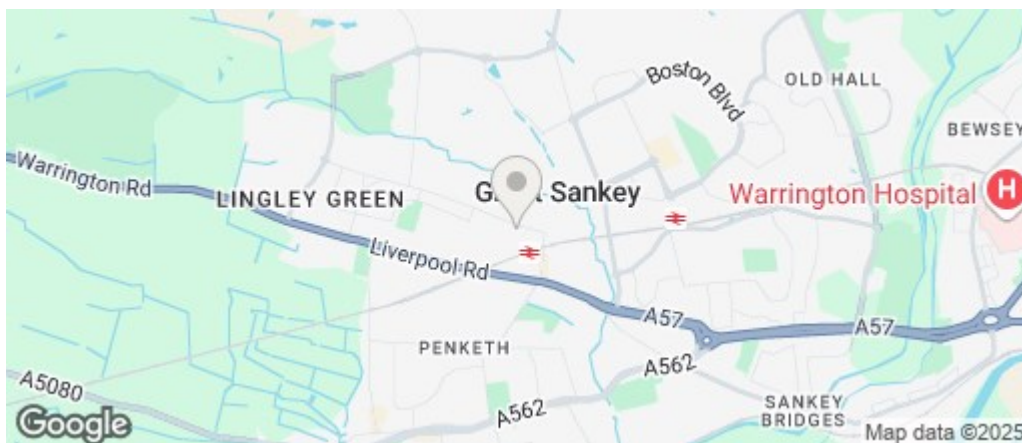 Boston Blvd
OLD HALL
BEWSEY
Warrington Rd
LINGLEY GREEN
Great Sankey
Warrington Hospital
H
Liverpool Rd
A57
A57
PENKETH
A562
A5080
A562
SANKEY
BRIDGES
Google
Map data ©2025